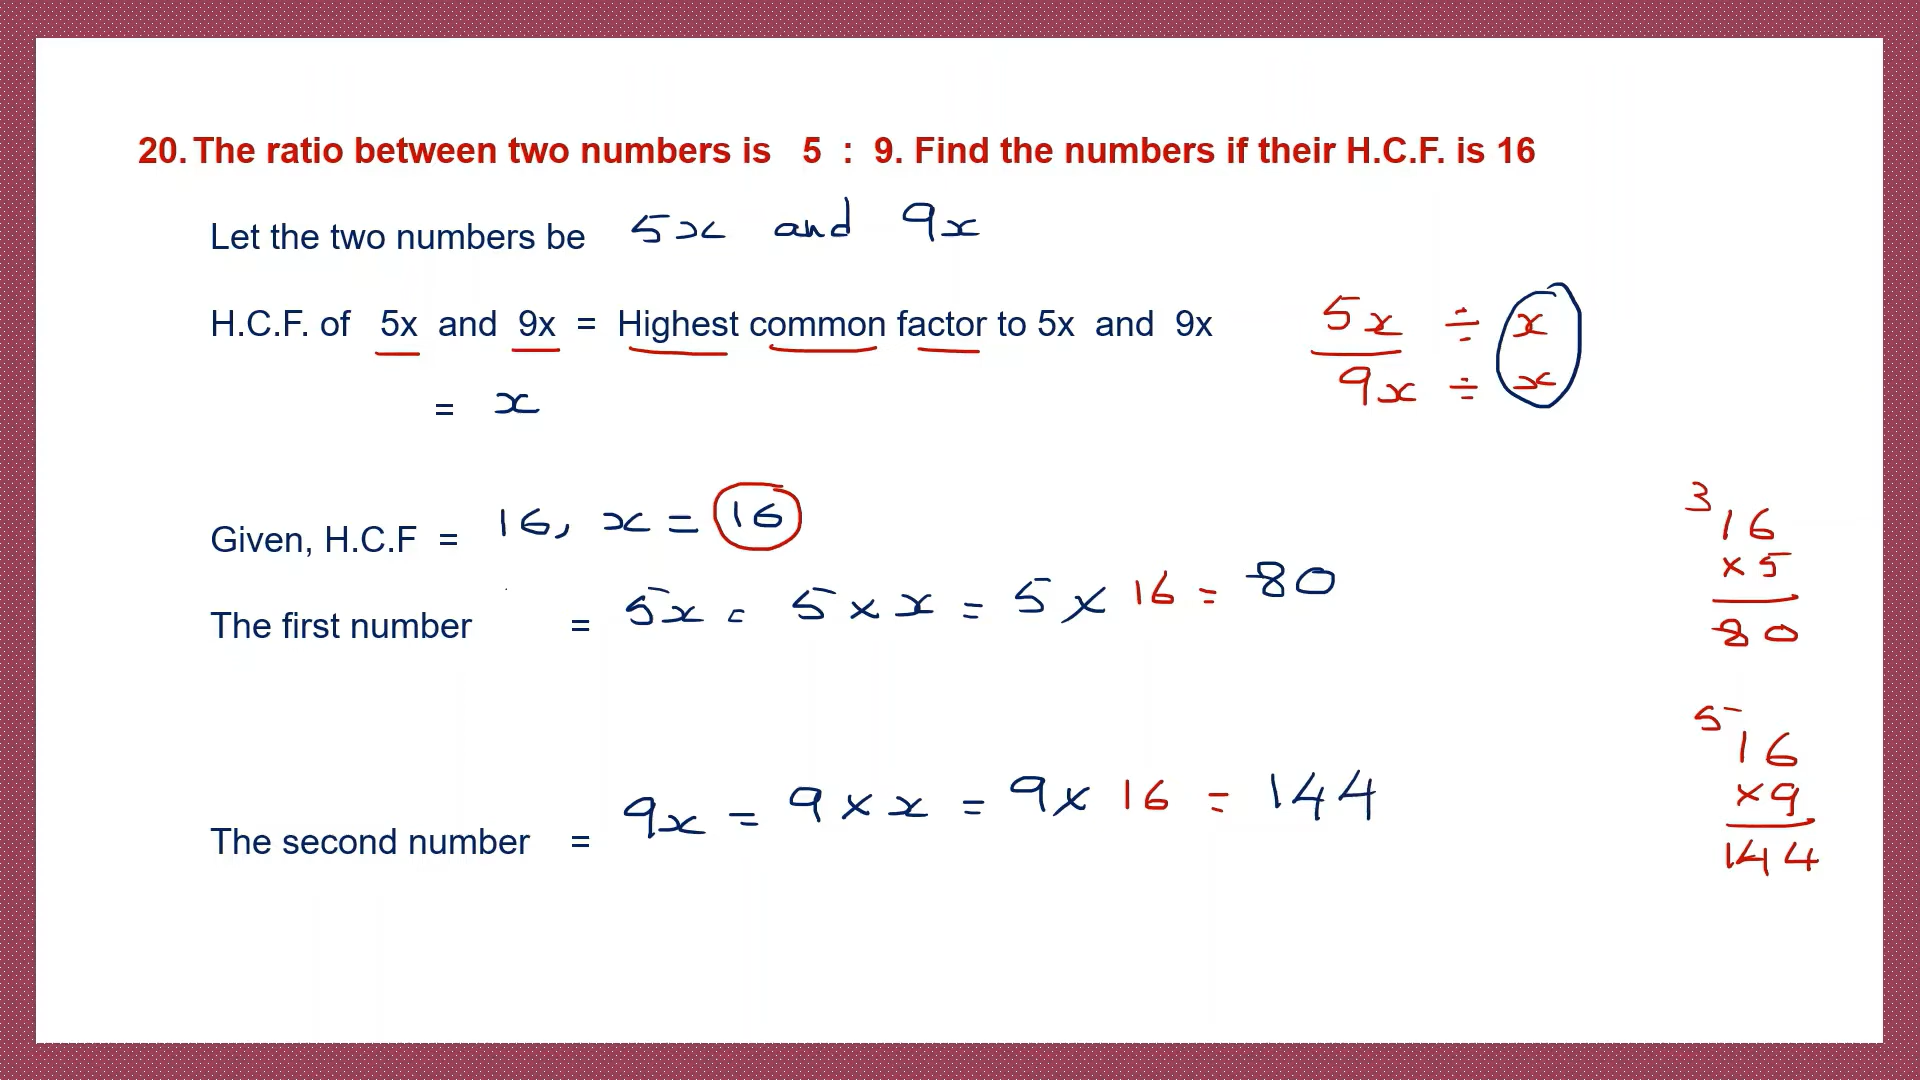 20. The ratio between two numbers is 5 : 9. Find the numbers if their H.C.F. is 16
Let the two numbers be 5x and 9x
H.C.F. of 5x and 9x = Highest common factor to 5x and 9x
= x
5x ÷ x
9x ÷ x
Given, H.C.F = 16, x = 16
The first number = 5x = 5 × x = 5 × 16 = 80
The second number = 9x = 9 × x = 9 × 16 = 144
3
16
×5
80
5
16
×9
144